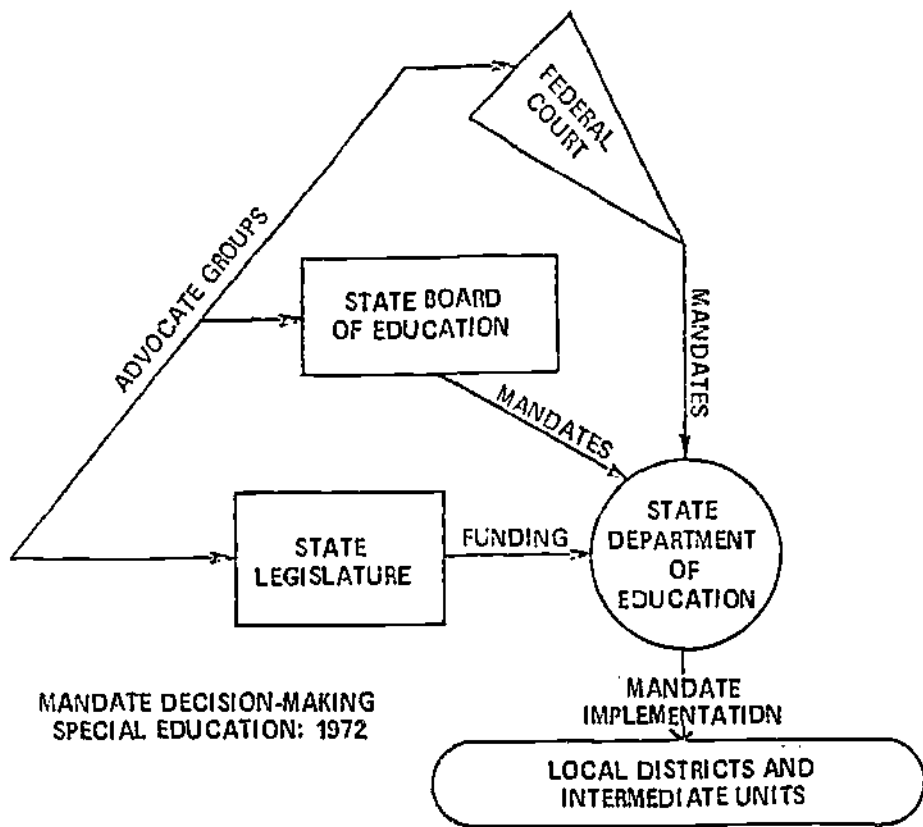 FEDERAL
COURT
ADVOCATE GROUPS
STATE BOARD
OF EDUCATION
MANDATES
MANDATES
STATE
LEGISLATURE
FUNDING
STATE
DEPARTMENT
OF
EDUCATION
MANDATE DECISION-MAKING
SPECIAL EDUCATION: 1972
MANDATE
IMPLEMENTATION
LOCAL DISTRICTS AND
INTERMEDIATE UNITS